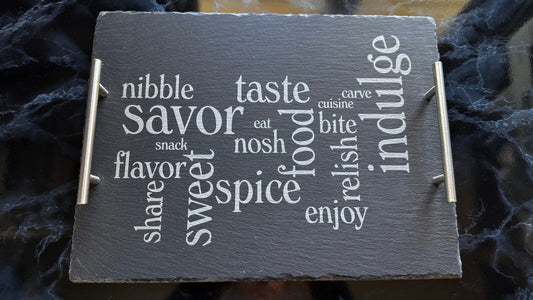 nibble
taste
indulge
savor
carve
cuisine
eat
food
bite
snack
nosh
relish
flavor
sweet
spice
share
enjoy